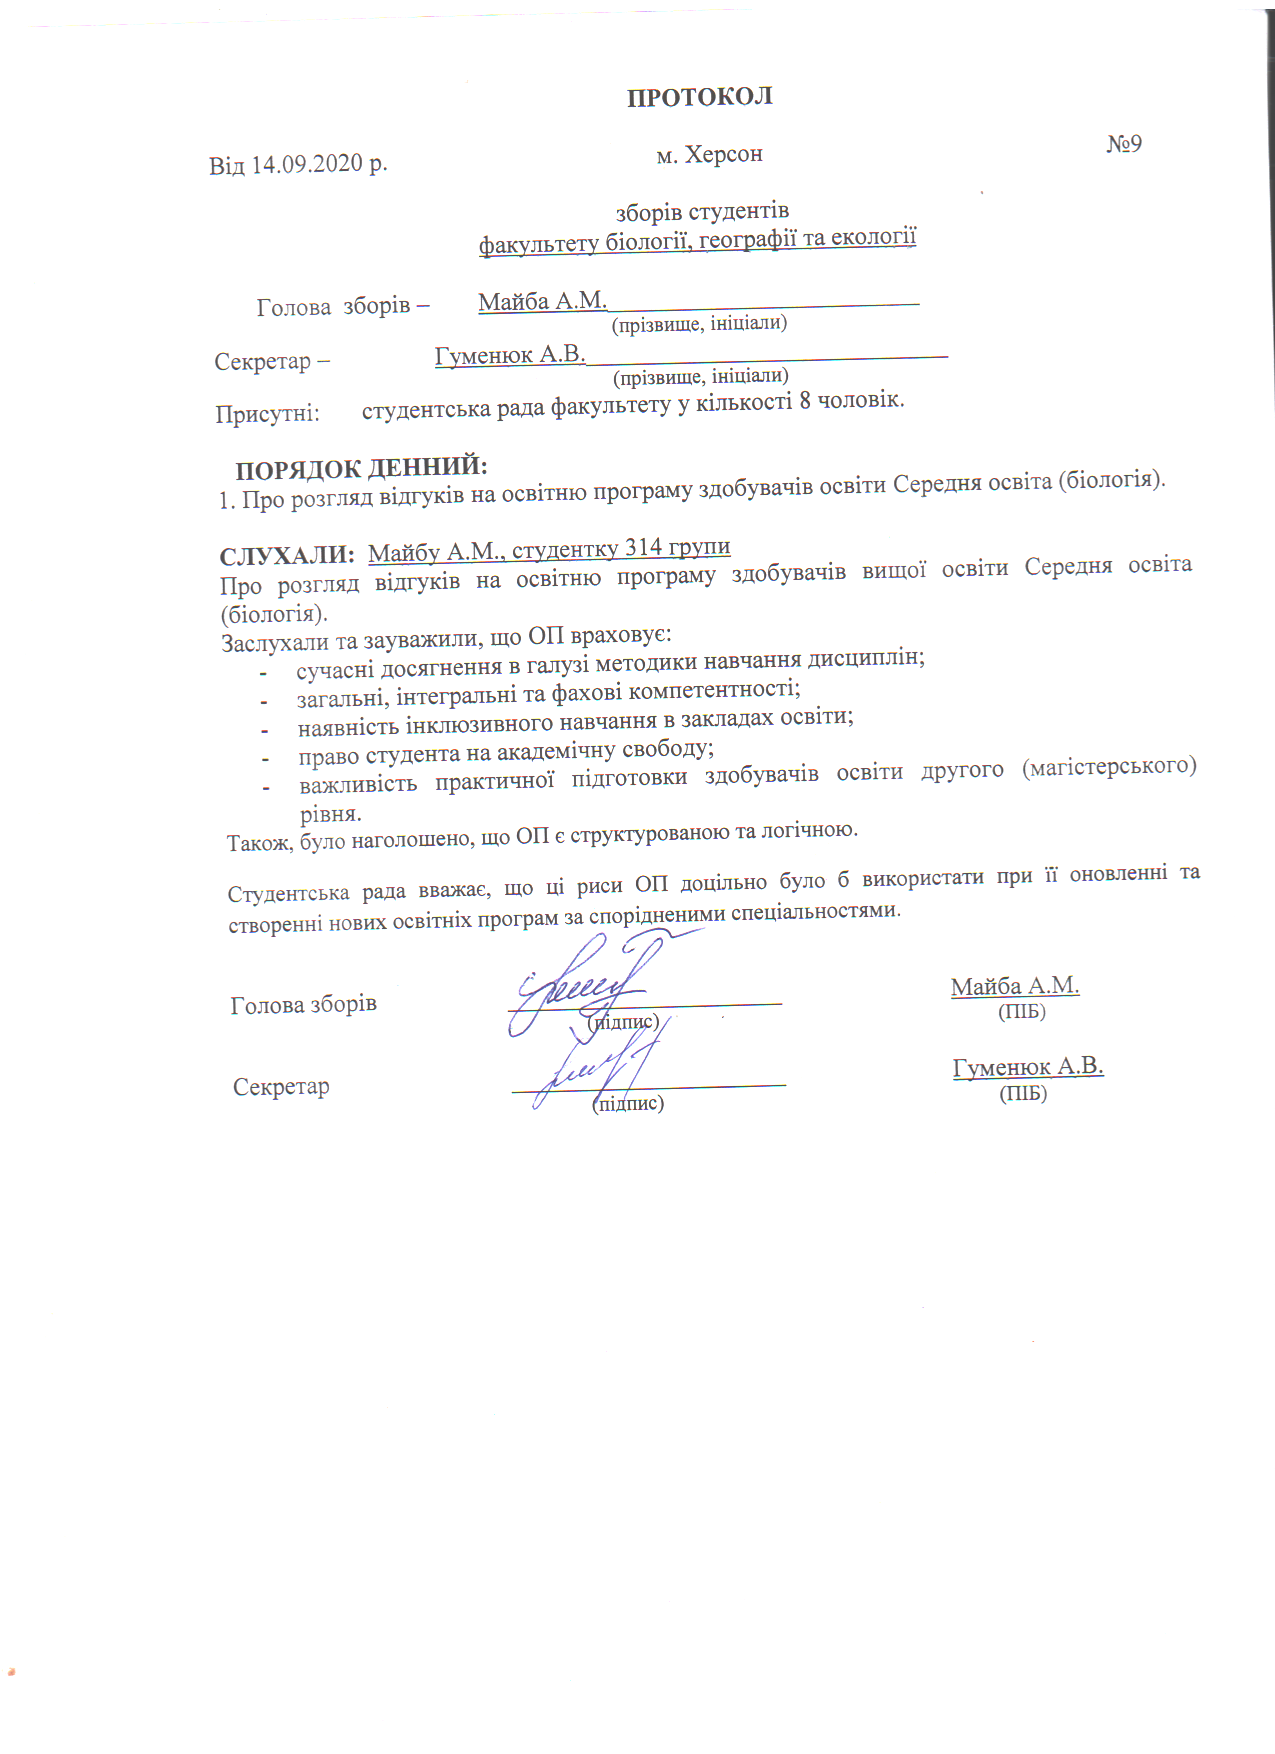 ПРОТОКОЛ
Від 14.09.2020 р. м. Херсон №9
зборів студентів
факультету біології, географії та екології
Голова зборів – Майба А.М.
(прізвище, ініціали)
Секретар – Гуменюк А.В.
(прізвище, ініціали)
Присутні: студентська рада факультету у кількості 8 чоловік.
ПОРЯДОК ДЕННИЙ:
1. Про розгляд відгуків на освітню програму здобувачів освіти Середня освіта (біологія).
СЛУХАЛИ: Майбу А.М., студентку 314 групи
Про розгляд відгуків на освітню програму здобувачів вищої освіти Середня освіта
(біологія).
Заслухали та зауважили, що ОП враховує:
- сучасні досягнення в галузі методики навчання дисциплін;
- загальні, інтегральні та фахові компетентності;
- наявність інклюзивного навчання в закладах освіти;
- право студента на академічну свободу;
- важливість практичної підготовки здобувачів освіти другого (магістерського)
рівня.
Також, було наголошено, що ОП є структурованою та логічною.
Студентська рада вважає, що ці риси ОП доцільно було б використати при її оновленні та
створенні нових освітніх програм за спорідненими спеціальностями.
Голова зборів Майба А.М.
(підпис) (ПІБ)
Секретар Гуменюк А.В.
(підпис) (ПІБ)